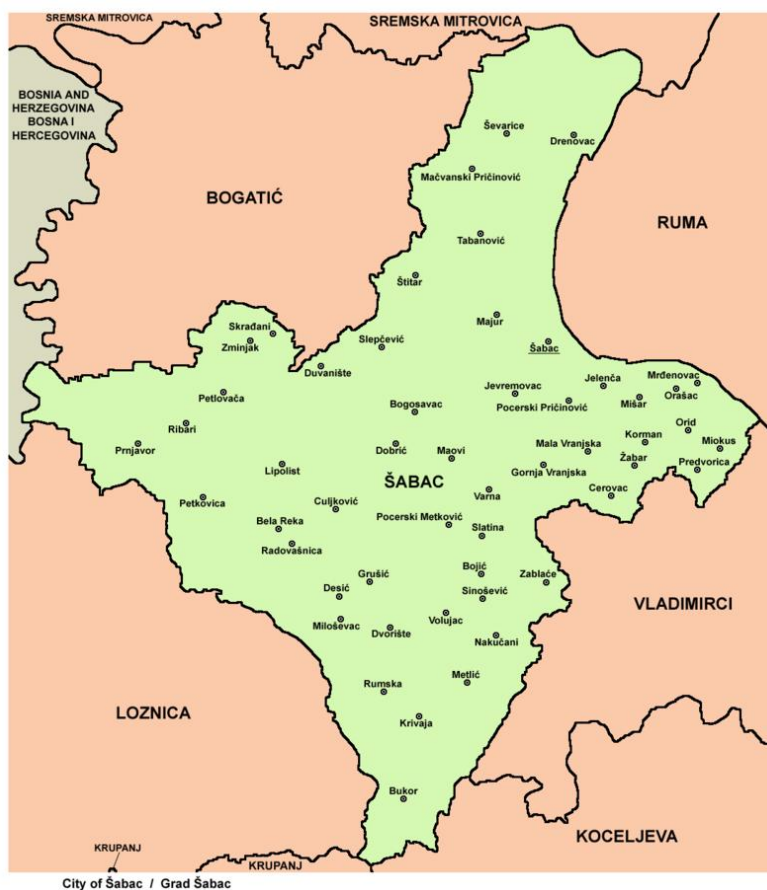 SREMSKA MITROVICA
SREMSKA MITROVICA
BOSNIA AND
HERZEGOVINA
BOSNA I
HERCEGOVINA
Ševarice
Drenovac
Mačvanski Pričinović
BOGATIĆ
RUMA
Tabanović
Štitar
Majur
Skrađani
Zminjak
Slepčević
Šabac
Duvanište
Petlovača
Jevremovac
Jelenča
Mrđenovac
Orašac
Pocerski Pričinović
Mišar
Bogosavac
Ribari
Orid
Prnjavor
Dobrić
Maovi
Mala Vranjska
Korman
Miokus
Lipolist
Gornja Vranjska
Žabar
Predvorica
ŠABAC
Petkovica
Varna
Cerovac
Culjković
Bela Reka
Pocerski Metković
Slatina
Radovašnica
Grušić
Bojić
Zablaće
Desić
Sinošević
VLADIMIRCI
Miloševac
Dvorište
Volujac
Nakučani
Rumska
Metlić
LOZNICA
Krivaja
Bukor
KOCELJEVA
KRUPANJ
KRUPANJ
City of Šabac / Grad Šabac